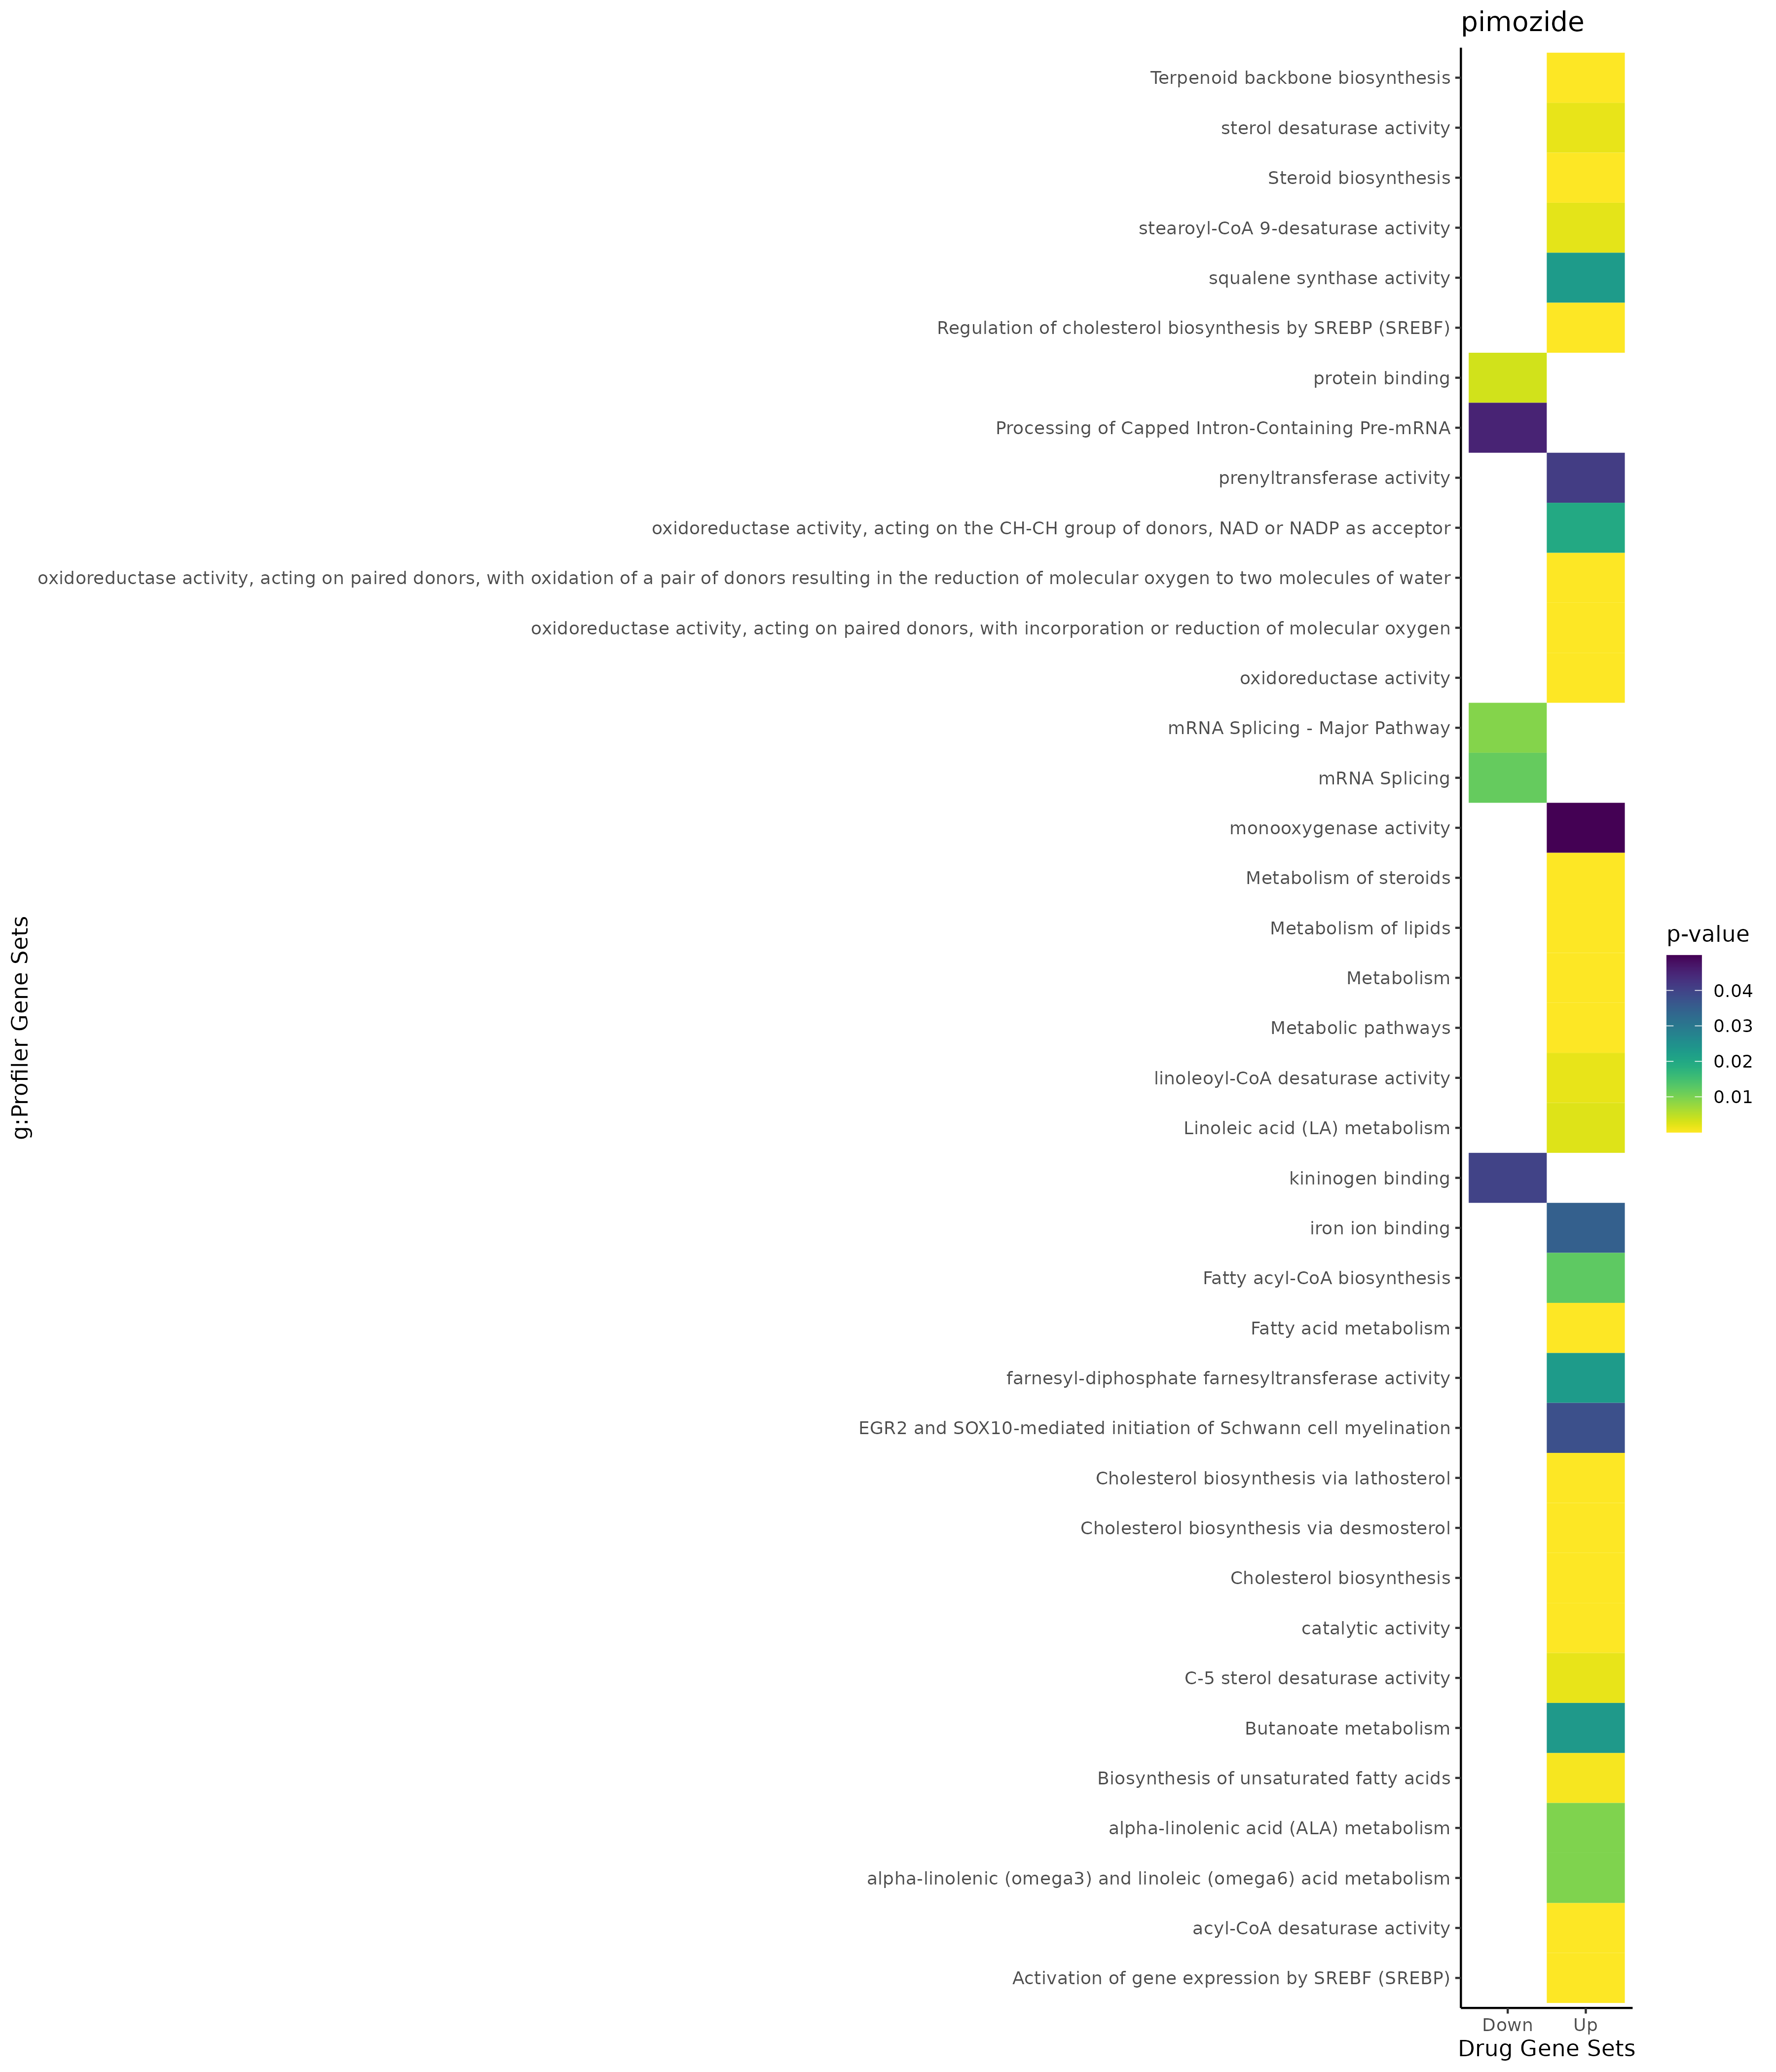 pimozide
Terpenoid backbone biosynthesis
sterol desaturase activity
Steroid biosynthesis
stearoyl-CoA 9-desaturase activity
squalene synthase activity
Regulation of cholesterol biosynthesis by SREBP (SREBF)
protein binding
Processing of Capped Intron-Containing Pre-mRNA
prenyltransferase activity
oxidoreductase activity, acting on the CH-CH group of donors, NAD or NADP as acceptor
oxidoreductase activity, acting on paired donors, with oxidation of a pair of donors resulting in the reduction of molecular oxygen to two molecules of water
oxidoreductase activity, acting on paired donors, with incorporation or reduction of molecular oxygen
oxidoreductase activity
mRNA Splicing - Major Pathway
mRNA Splicing
monooxygenase activity
Metabolism of steroids
Metabolism of lipids
Metabolism
Metabolic pathways
linoleoyl-CoA desaturase activity
Linoleic acid (LA) metabolism
kininogen binding
iron ion binding
Fatty acyl-CoA biosynthesis
Fatty acid metabolism
farnesyl-diphosphate farnesyltransferase activity
EGR2 and SOX10-mediated initiation of Schwann cell myelination
Cholesterol biosynthesis via lathosterol
Cholesterol biosynthesis via desmosterol
Cholesterol biosynthesis
catalytic activity
C-5 sterol desaturase activity
Butanoate metabolism
Biosynthesis of unsaturated fatty acids
alpha-linolenic acid (ALA) metabolism
alpha-linolenic (omega3) and linoleic (omega6) acid metabolism
acyl-CoA desaturase activity
Activation of gene expression by SREBF (SREBP)
g:Profiler Gene Sets
Down Up
Drug Gene Sets
p-value
0.04
0.03
0.02
0.01